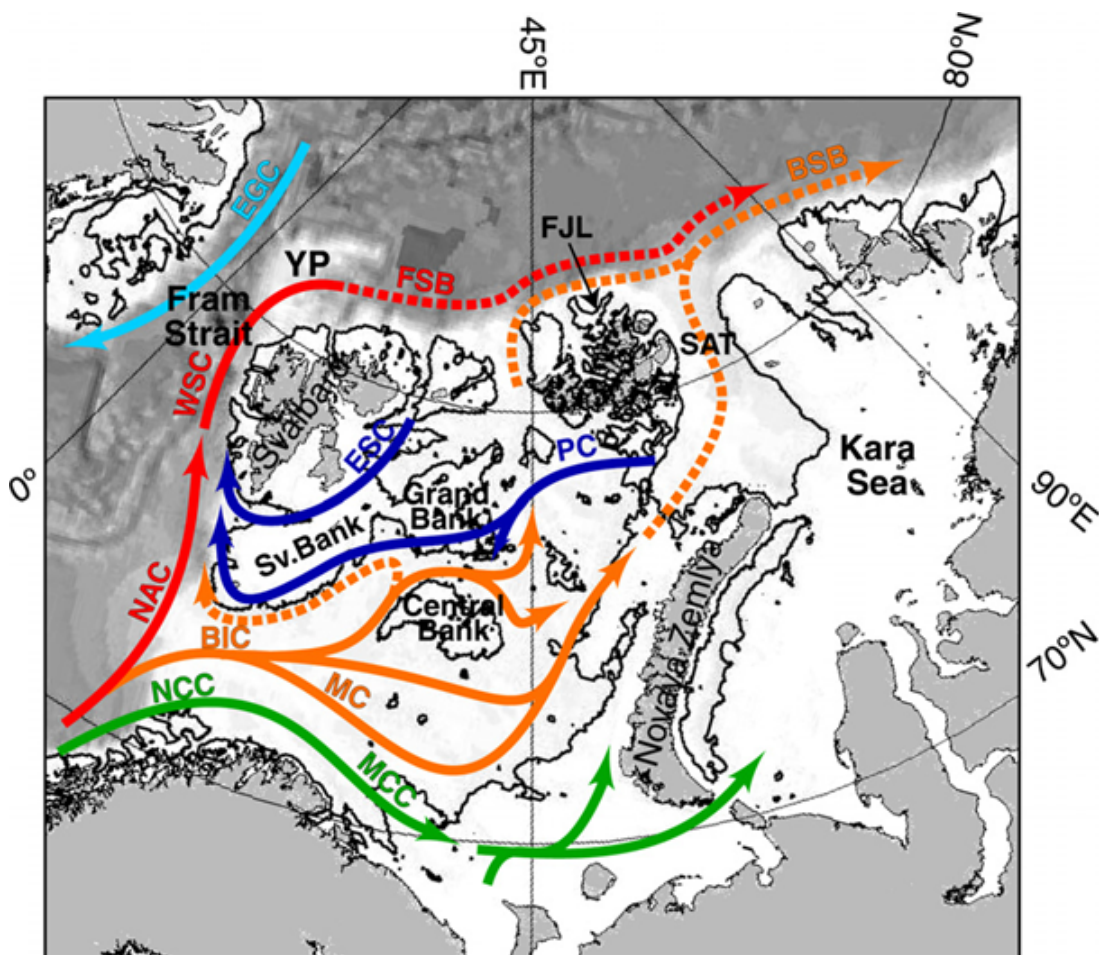 45°E
80°N
EGC
BSB
FJL
YP
FSB
Fram
Strait
SAT
WSC
Svalbard
ESC
PC
Kara
Sea
0°
Grand
Bank
90°E
Sv.Bank
NAC
Central
Bank
BIC
Novaya Zemlya
70°N
NCC
MC
MCC